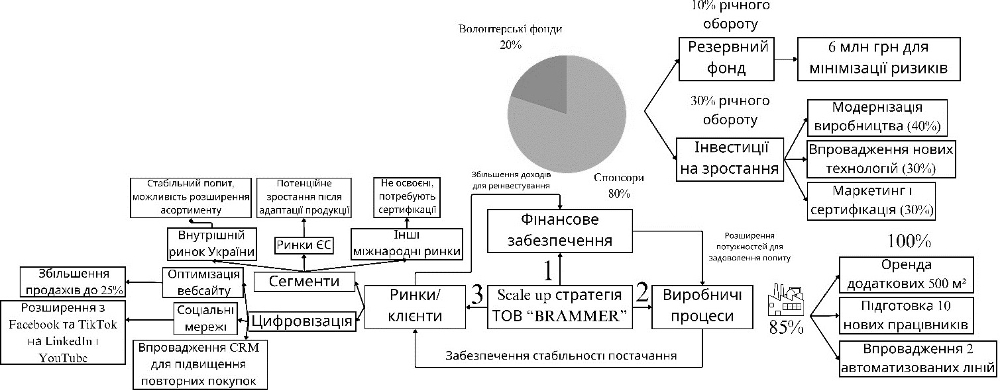 10% річного
обороту
Волонтерські фонди
20%
Резервний
фонд
6 млн грн для
мінімізації ризиків
30% річного
обороту
Модернізація
виробництва (40%)
Інвестиції
на зростання
Впровадження нових
технологій (30%)
Маркетинг і
сертифікація (30%)
Спонсори
80%
Збільшення доходів
для реінвестування
Стабільний попит,
можливість розширення
асортименту
Потенційне
зростання після
адаптації продукції
Не освоєні,
потребують
сертифікації
Внутрішній
ринок України
Ринки ЄС
Інші
міжнародні ринки
Фінансове
забезпечення
Розширення
потужностей для
задоволення попиту
100%
Збільшення
продажів до 25%
Оптимізація
вебсайту
Сегменти
Ринки/
клієнти
3
1
Scale up стратегія
ТОВ “BRAMMER”
2
Виробничі
процеси
85%
Оренда
додаткових 500 м²
Підготовка 10
нових працівників
Впровадження 2
автоматизованих ліній
Розширення з
Facebook та TikTok
на LinkedIn і
YouTube
Соціальні
мережі
Цифровізація
Впровадження CRM
для підвищення
повторних покупок
Забезпечення стабільності постачання